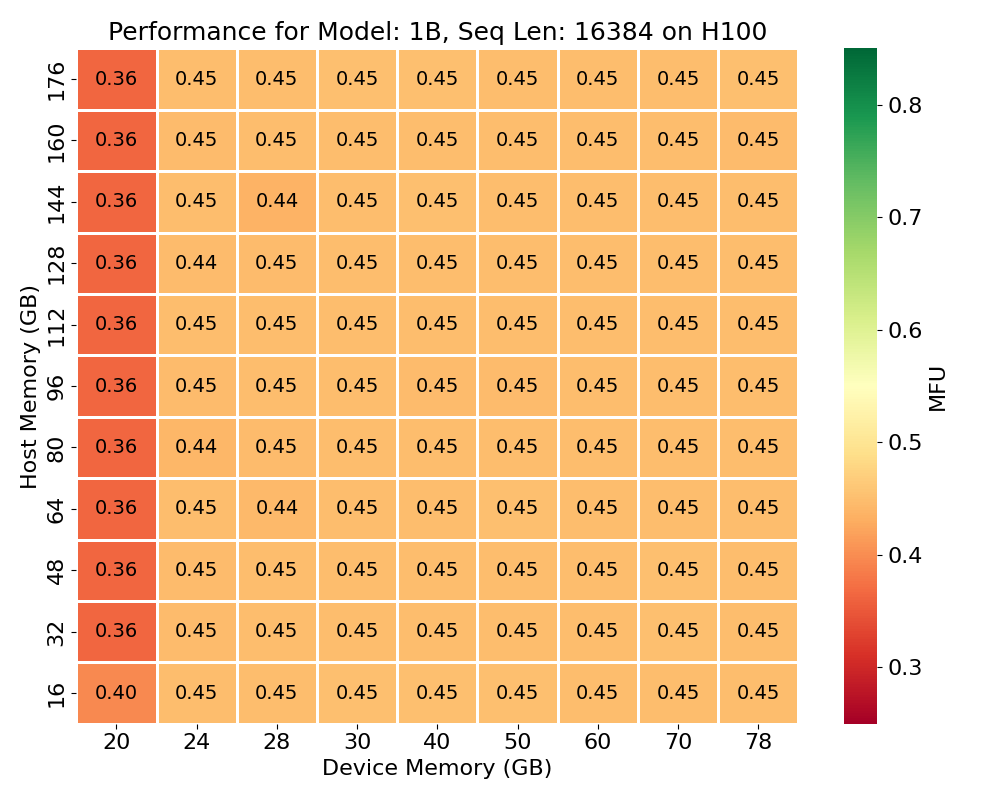 Performance for Model: 1B, Seq Len: 16384 on H100
176 0.36 0.45 0.45 0.45 0.45 0.45 0.45 0.45 0.45
160 0.36 0.45 0.45 0.45 0.45 0.45 0.45 0.45 0.45
144 0.36 0.45 0.44 0.45 0.45 0.45 0.45 0.45 0.45
128 0.36 0.44 0.45 0.45 0.45 0.45 0.45 0.45 0.45
112 0.36 0.45 0.45 0.45 0.45 0.45 0.45 0.45 0.45
96 0.36 0.45 0.45 0.45 0.45 0.45 0.45 0.45 0.45
80 0.36 0.44 0.45 0.45 0.45 0.45 0.45 0.45 0.45
64 0.36 0.45 0.44 0.45 0.45 0.45 0.45 0.45 0.45
48 0.36 0.45 0.45 0.45 0.45 0.45 0.45 0.45 0.45
32 0.36 0.45 0.45 0.45 0.45 0.45 0.45 0.45 0.45
16 0.40 0.45 0.45 0.45 0.45 0.45 0.45 0.45 0.45
20 24 28 30 40 50 60 70 78
Device Memory (GB)
Host Memory (GB)
0.8
0.7
0.6
0.5
0.4
0.3
MFU